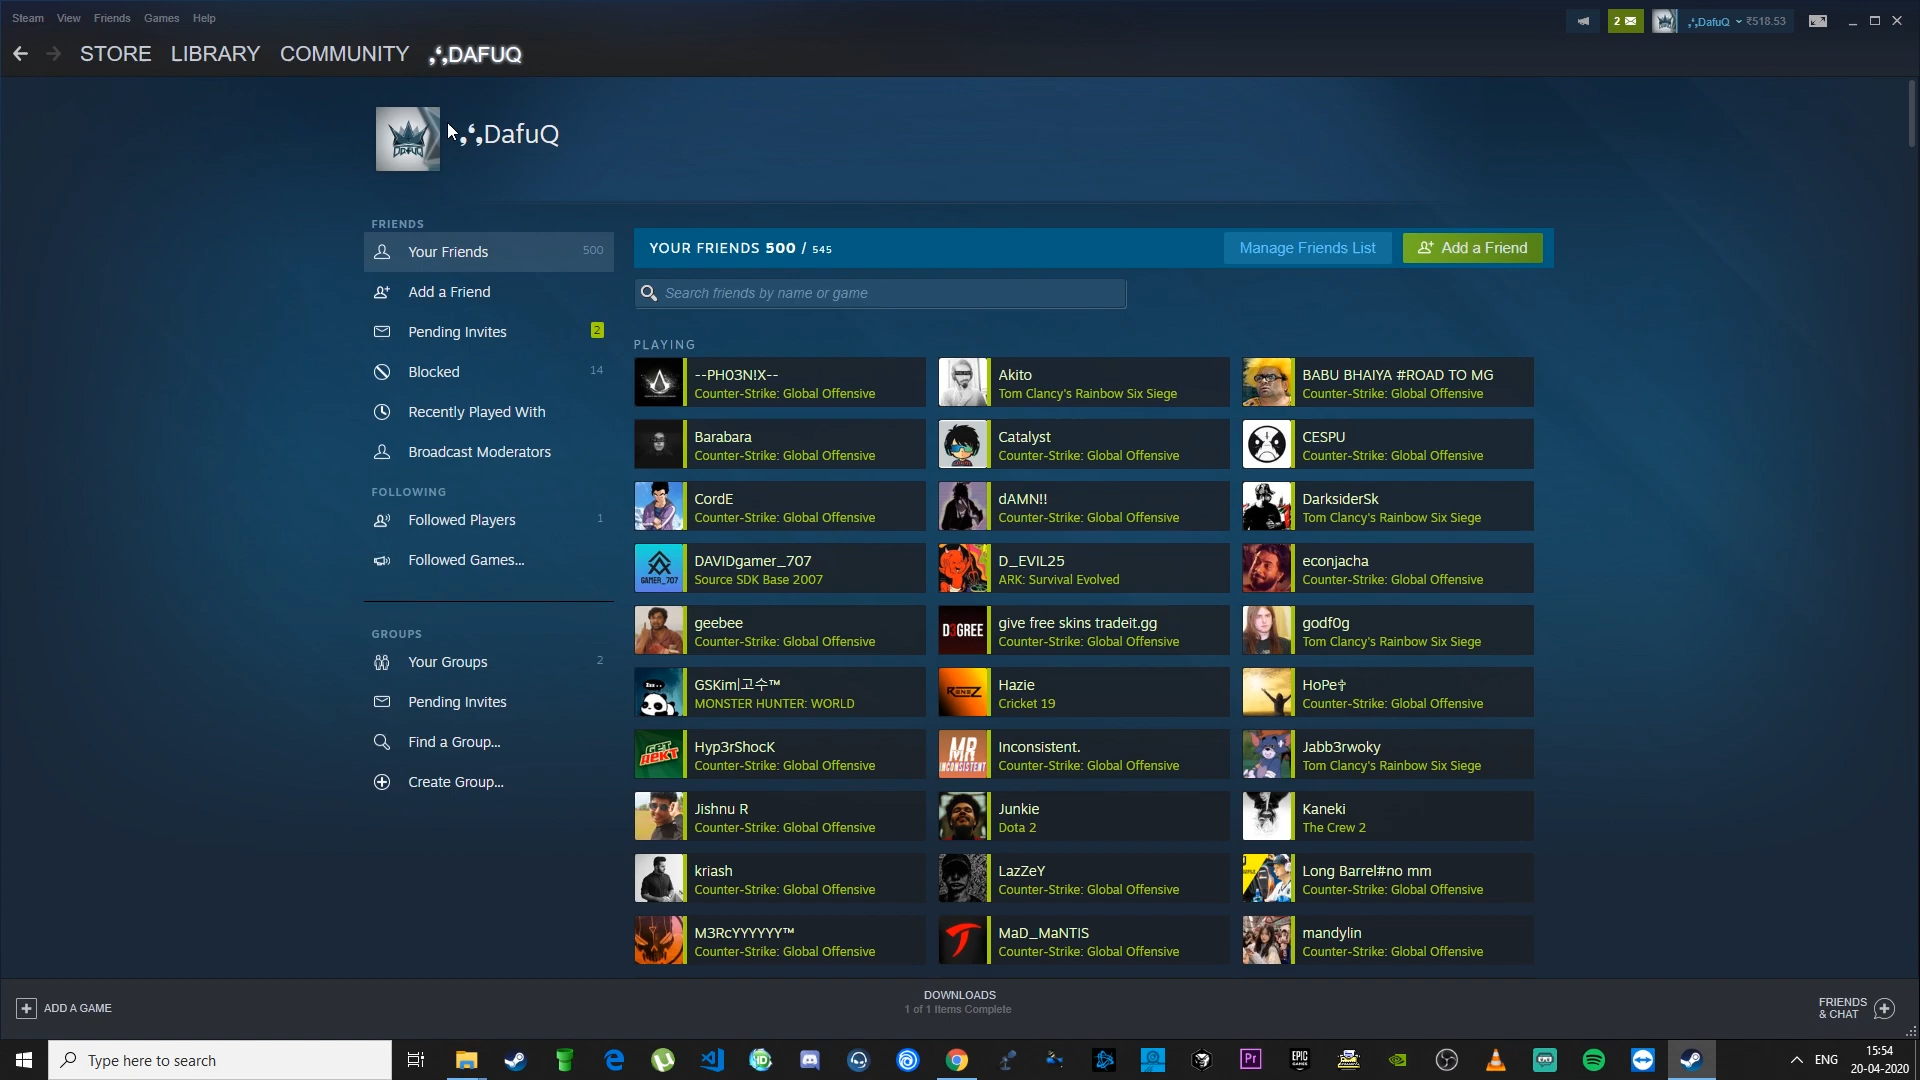 Steam View Friends Help Games
2
⁏DafuQ ₹518.53
STORE LIBRARY COMMUNITY DAFUQ
DafuQ
FRIENDS
Your Friends 500
Add a Friend
Pending Invites 2
Blocked 14
Recently Played With
Broadcast Moderators
FOLLOWING
Followed Players 1
Followed Games...
GROUPS
Your Groups 2
Pending Invites
Find a Group...
Create Group...
YOUR FRIENDS 500 / 545
Manage Friends List
Add a Friend
Search friends by name or game
PLAYING
--PH03N!X--
Counter-Strike: Global Offensive
Akito
Tom Clancy's Rainbow Six Siege
BABU BHAIYA #ROAD TO MG
Counter-Strike: Global Offensive
Barabara
Counter-Strike: Global Offensive
Catalyst
Counter-Strike: Global Offensive
CESPU
Counter-Strike: Global Offensive
CordE
Counter-Strike: Global Offensive
dAMN!!
Counter-Strike: Global Offensive
DarksiderSk
Tom Clancy's Rainbow Six Siege
GAMER_707
DAVIDgamer_707
Source SDK Base 2007
D_EVIL25
ARK: Survival Evolved
econjacha
Counter-Strike: Global Offensive
geebee
Counter-Strike: Global Offensive
D3GREE
give free skins tradeit.gg
Counter-Strike: Global Offensive
godf0g
Tom Clancy's Rainbow Six Siege
GSKim|고수™
MONSTER HUNTER: WORLD
Hazie
Cricket 19
HoPe✞
Counter-Strike: Global Offensive
GET REKT
Hyp3rShocK
Counter-Strike: Global Offensive
MR INCONSISTENT
Inconsistent.
Counter-Strike: Global Offensive
Jabb3rwoky
Tom Clancy's Rainbow Six Siege
Jishnu R
Counter-Strike: Global Offensive
Junkie
Dota 2
Kaneki
The Crew 2
kriash
Counter-Strike: Global Offensive
LazZeY
Counter-Strike: Global Offensive
Long Barrel#no mm
Counter-Strike: Global Offensive
M3RcYYYYYY™
Counter-Strike: Global Offensive
MaD_MaNTIS
Counter-Strike: Global Offensive
mandylin
Counter-Strike: Global Offensive
ADD A GAME
DOWNLOADS
1 of 1 Items Complete
FRIENDS
& CHAT
Type here to search
Pr
EPIC GAMES
ENG
15:54
20-04-2020